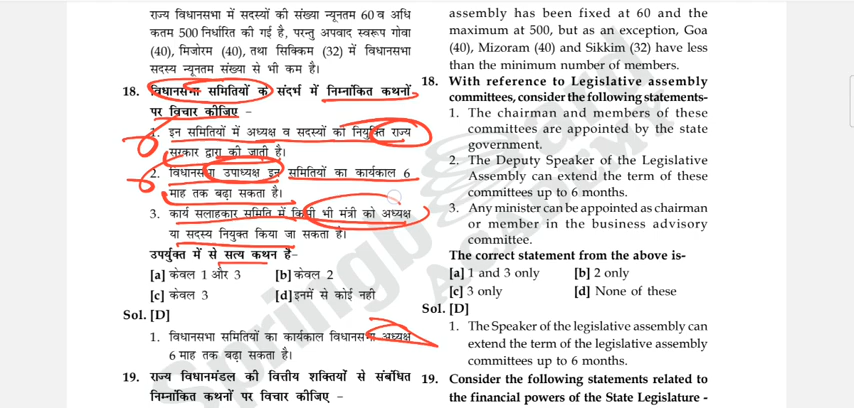 राज्य विधानसभा में सदस्यों की संख्या न्यूनतम 60 व अधि
कतम 500 निर्धारित की गई है, परन्तु अपवाद स्वरूप गोवा
(40), मिजोरम (40), तथा सिक्किम (32) में विधानसभा
सदस्य न्यूनतम संख्या से भी कम है।
18. विधानसभा समितियों के संदर्भ में निम्नांकित कथनों
पर विचार कीजिए –
1. इन समितियों में अध्यक्ष व सदस्यों की नियुक्ति राज्य
सरकार द्वारा की जाती है।
2. विधानसभा उपाध्यक्ष इन समितियों का कार्यकाल 6
माह तक बढ़ा सकता है।
3. कार्य सलाहकार समिति में किसी भी मंत्री को अध्यक्ष
या सदस्य नियुक्त किया जा सकता है।
उपर्युक्त में से सत्य कथन है-
[a] केवल 1 और 3 [b] केवल 2
[c] केवल 3 [d] इनमें से कोई नही
Sol. [D]
1. विधानसभा समितियों का कार्यकाल विधानसभा अध्यक्ष
6 माह तक बढ़ा सकता है।
19. राज्य विधानमंडल की वित्तीय शक्तियों से संबंधित
निम्नांकित कथनों पर विचार कीजिए –
assembly has been fixed at 60 and the
maximum at 500, but as an exception, Goa
(40), Mizoram (40) and Sikkim (32) have less
than the minimum number of members.
18. With reference to Legislative assembly
committees, consider the following statements-
1. The chairman and members of these
committees are appointed by the state
government.
2. The Deputy Speaker of the Legislative
Assembly can extend the term of these
committees up to 6 months.
3. Any minister can be appointed as chairman
or member in the business advisory
committee.
The correct statement from the above is-
[a] 1 and 3 only [b] 2 only
[c] 3 only [d] None of these
Sol. [D]
1. The Speaker of the legislative assembly can
extend the term of the legislative assembly
committees up to 6 months.
19. Consider the following statements related to
the financial powers of the State Legislature -
Springboard
ACADEMY